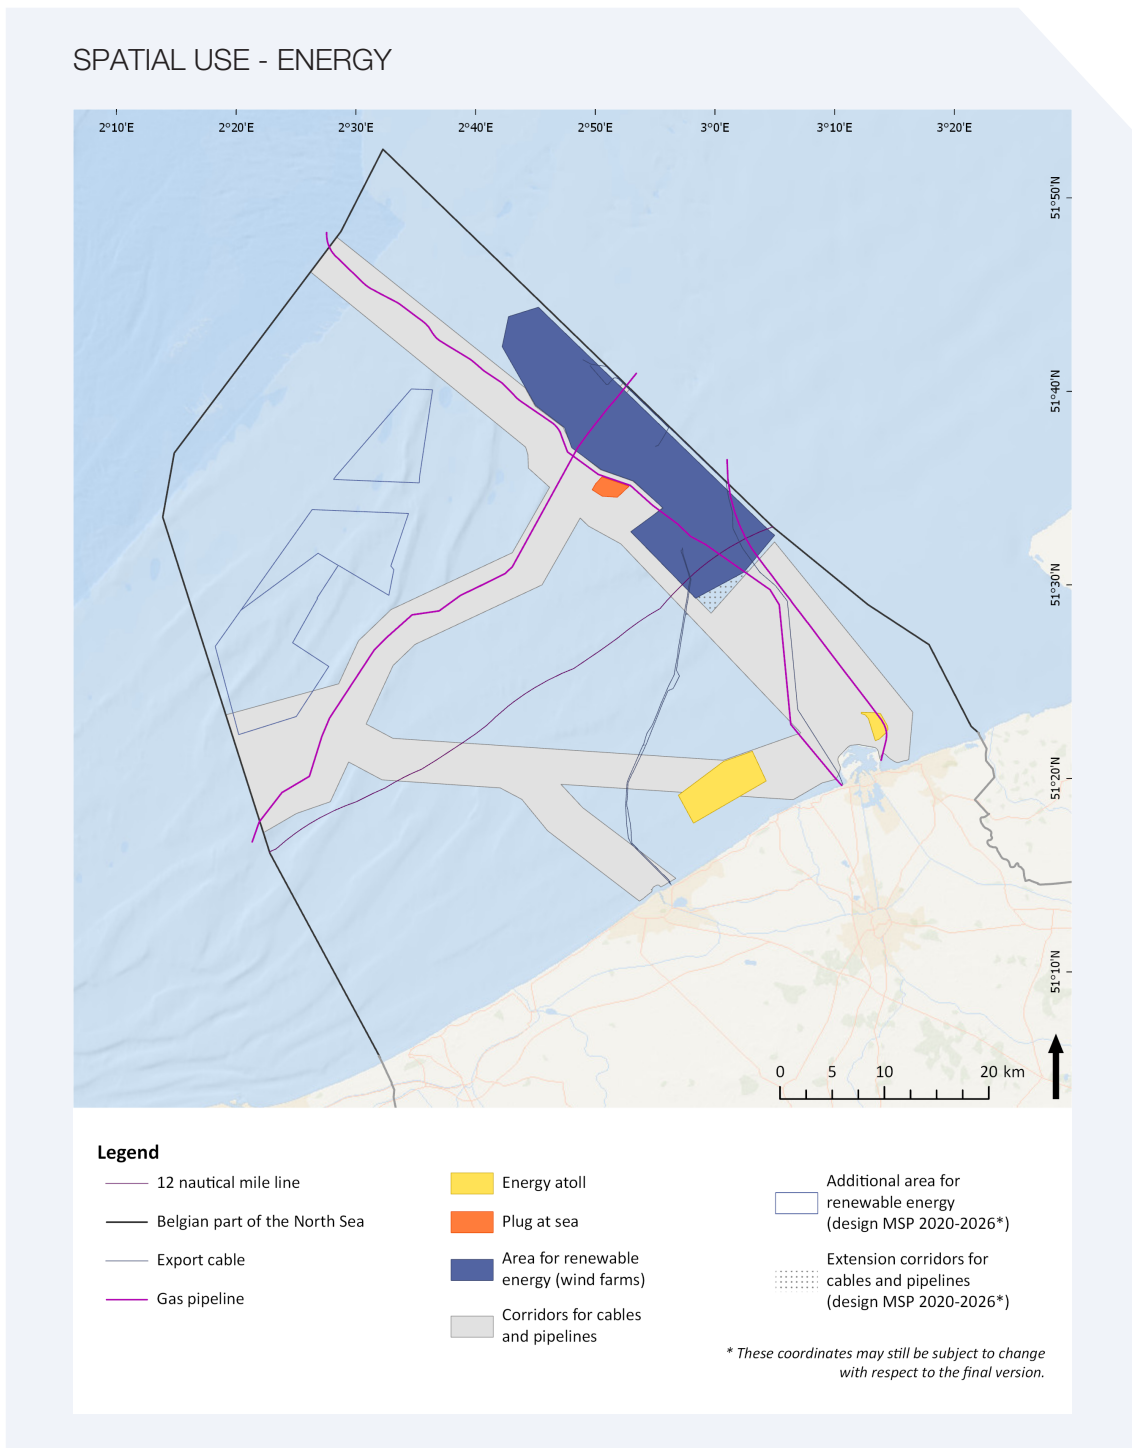 SPATIAL USE - ENERGY
2°10'E
2°20'E
2°30'E
2°40'E
2°50'E
3°0'E
3°10'E
3°20'E
51°50'N
51°40'N
51°30'N
51°20'N
51°10'N
0 5 10 20 km
Legend
12 nautical mile line
Belgian part of the North Sea
Export cable
Gas pipeline
Energy atoll
Plug at sea
Area for renewable
energy (wind farms)
Corridors for cables
and pipelines
Additional area for
renewable energy
(design MSP 2020-2026*)
Extension corridors for
cables and pipelines
(design MSP 2020-2026*)
* These coordinates may still be subject to change
with respect to the final version.